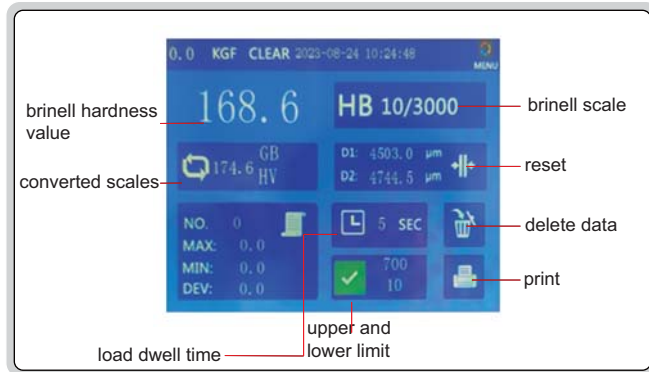 0.0 KGF CLEAR 2023-08-24 10:24:48
MENU
168.6
HB 10/3000
brinell hardness
value
brinell scale
174.6 GB
HV
D1: 4503.0 μm
D2: 4744.5 μm
reset
converted scales
NO. 0
MAX: 0.0
MIN: 0.0
DEV: 0.0
5 SEC
delete data
700
10
print
upper and
lower limit
load dwell time